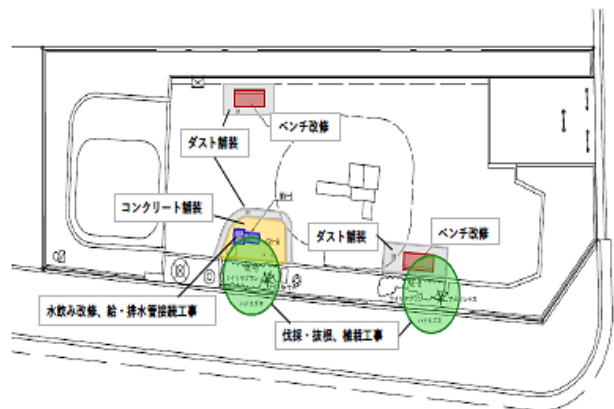 ベンチ改修
ダスト舗装
コンクリート舗装
ダスト舗装
ベンチ改修
水飲み改修、給・排水管接続工事
伐採・抜根、植栽工事